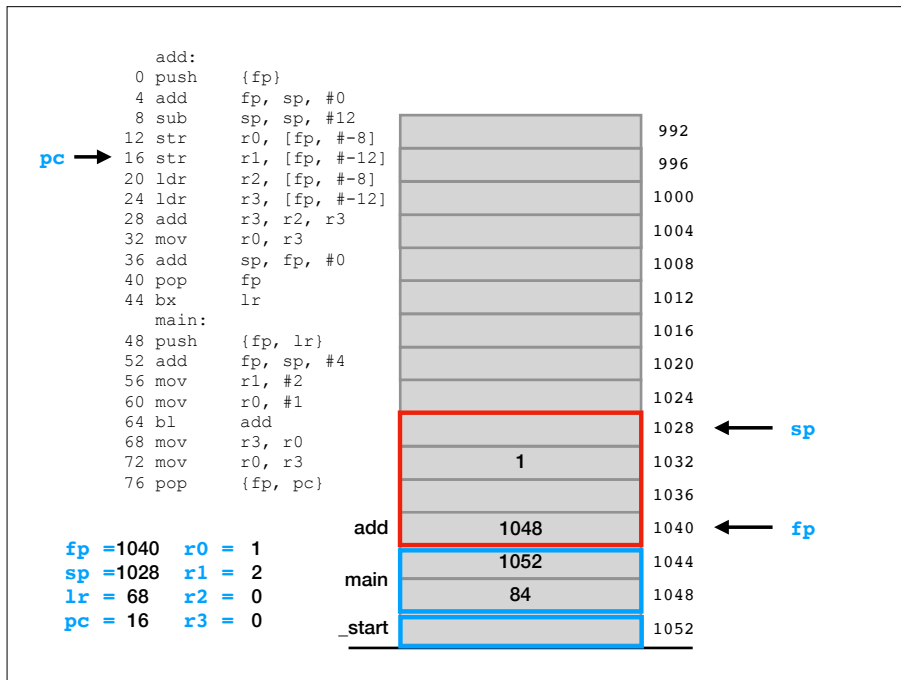 add:
0 push {fp}
4 add fp, sp, #0
8 sub sp, sp, #12
12 str r0, [fp, #-8]
pc 16 str r1, [fp, #-12]
20 ldr r2, [fp, #-8]
24 ldr r3, [fp, #-12]
28 add r3, r2, r3
32 mov r0, r3
36 add sp, fp, #0
40 pop fp
44 bx lr
main:
48 push {fp, lr}
52 add fp, sp, #4
56 mov r1, #2
60 mov r0, #1
64 bl add
68 mov r3, r0
72 mov r0, r3
76 pop {fp, pc}
fp =1040 r0 = 1
sp =1028 r1 = 2
lr = 68 r2 = 0
pc = 16 r3 = 0
992
996
1000
1004
1008
1012
1016
1020
1024
1028 sp
1 1032
1036
add 1048 1040 fp
1052 1044
main
84 1048
_start 1052